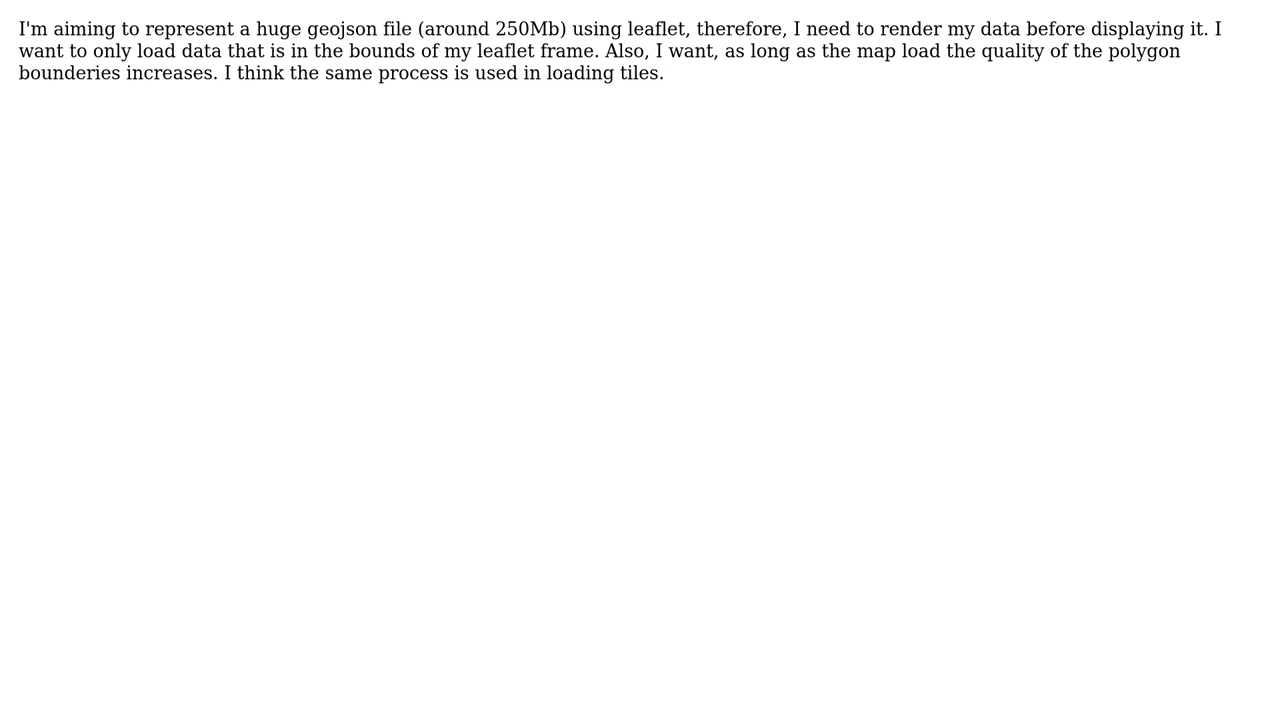 I'm aiming to represent a huge geojson file (around 250Mb) using leaflet, therefore, I need to render my data before displaying it. I
want to only load data that is in the bounds of my leaflet frame. Also, I want, as long as the map load the quality of the polygon
bounderies increases. I think the same process is used in loading tiles.